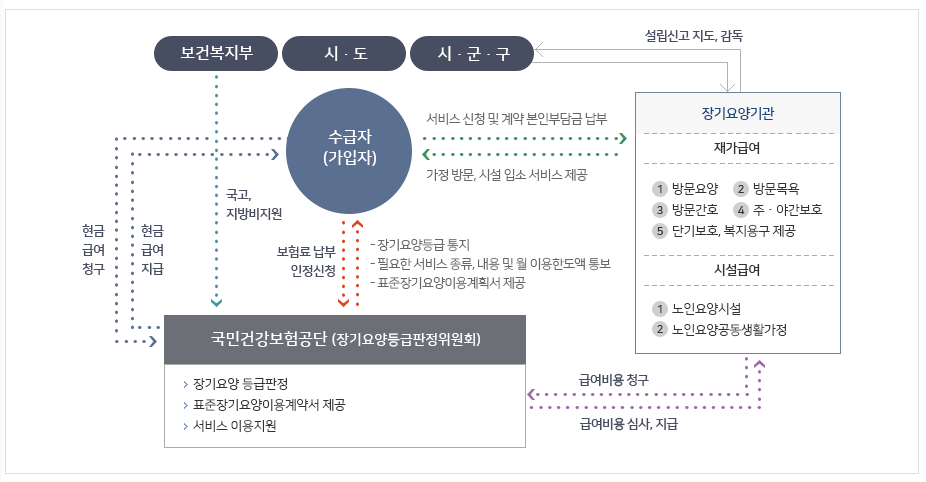 설립신고 지도, 감독
보건복지부
시 · 도
시 · 군 · 구
수급자
(가입자)
서비스 신청 및 계약 본인부담금 납부
가정 방문, 시설 입소 서비스 제공
장기요양기관
재가급여
1 방문요양 2 방문목욕
3 방문간호 4 주 · 야간보호
5 단기보호, 복지용구 제공
시설급여
1 노인요양시설
2 노인요양공동생활가정
국고,
지방비지원
현금
급여
청구
현금
급여
지급
보험료 납부
인정신청
- 장기요양등급 통지
- 필요한 서비스 종류, 내용 및 월 이용한도액 통보
- 표준장기요양이용계획서 제공
국민건강보험공단 (장기요양통급판정위원회)
> 장기요양 등급판정
> 표준장기요양이용계약서 제공
> 서비스 이용지원
급여비용 청구
급여비용 심사, 지급